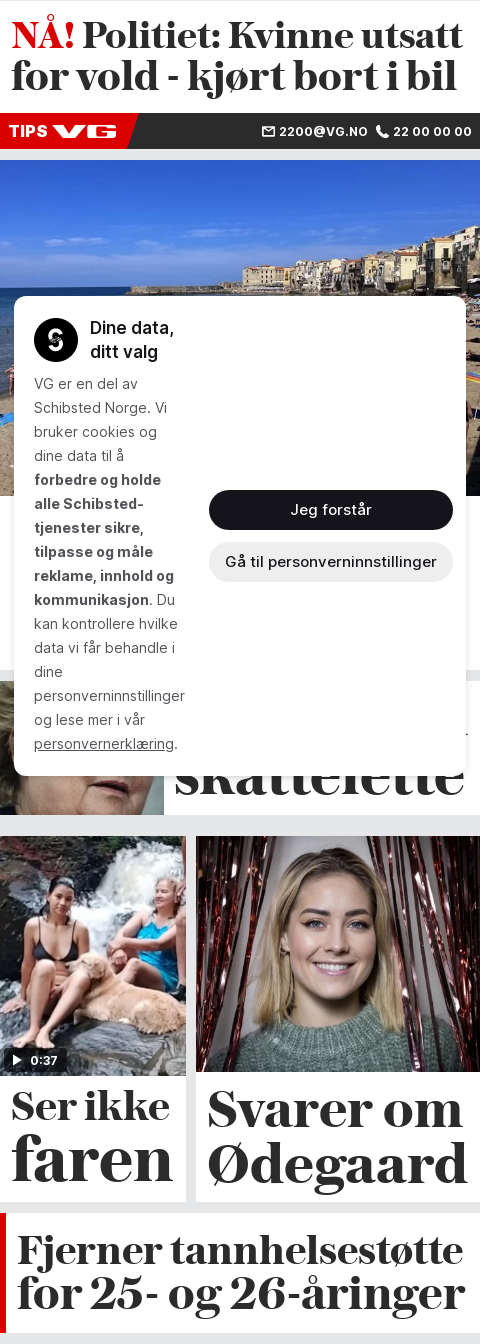 NÅ! Politiet: Kvinne utsatt
for vold - kjørt bort i bil
TIPS VG
2200@VG.NO 22 00 00 00
Dine data,
ditt valg
VG er en del av
Schibsted Norge. Vi
bruker cookies og
dine data til å
forbedre og holde
alle Schibsted-
tjenester sikre,
tilpasse og måle
reklame, innhold og
kommunikasjon. Du
kan kontrollere hvilke
data vi får behandle i
dine
personverninnstillinger
og lese mer i vår
personvernerklæring.
Jeg forstår
Gå til personverninnstillinger
skattelette
0:37
Ser ikke
faren
Svarer om
Ødegaard
Fjerner tannhelsestøtte
for 25- og 26-åringer